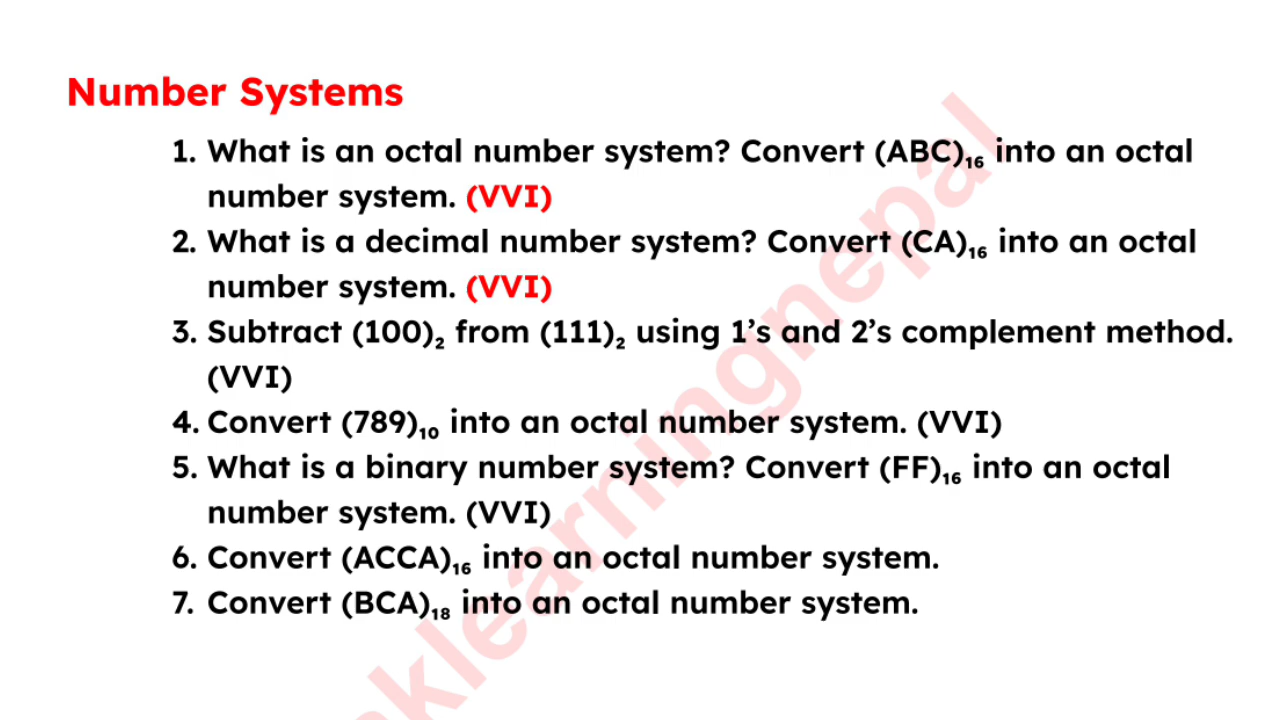 Number Systems
1. What is an octal number system? Convert (ABC)₁₆ into an octal
number system. (VVI)
2. What is a decimal number system? Convert (CA)₁₆ into an octal
number system. (VVI)
3. Subtract (100)₂ from (111)₂ using 1’s and 2’s complement method.
(VVI)
4. Convert (789)₁₀ into an octal number system. (VVI)
5. What is a binary number system? Convert (FF)₁₆ into an octal
number system. (VVI)
6. Convert (ACCA)₁₆ into an octal number system.
7. Convert (BCA)₁₈ into an octal number system.
klearningnepal